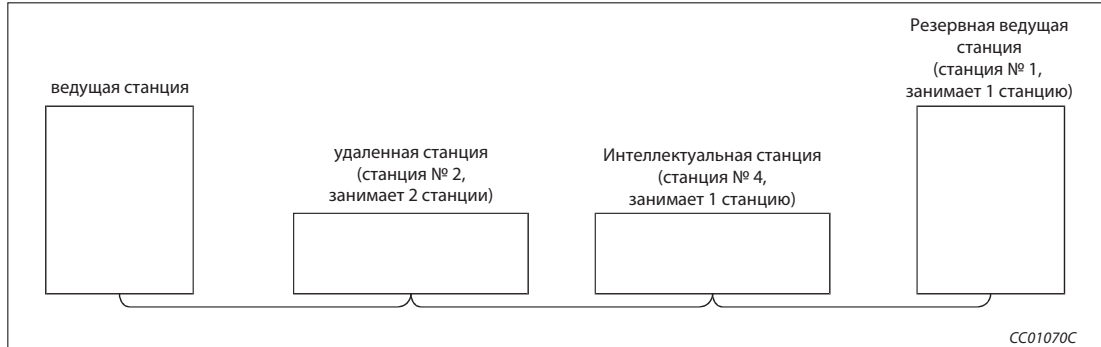 ведущая станция
удаленная станция
(станция № 2,
занимает 2 станции)
Интеллектуальная станция
(станция № 4,
занимает 1 станцию)
Резервная ведущая
станция
(станция № 1,
занимает 1 станцию)
CC01070C